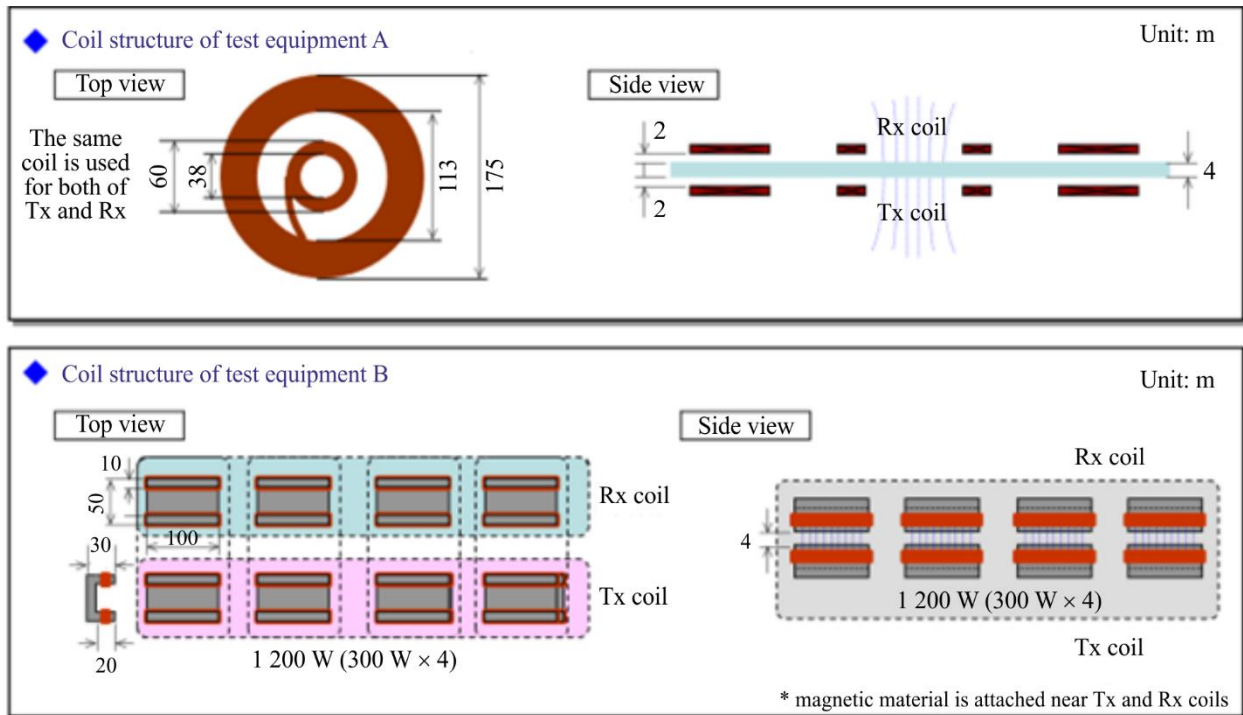 Coil structure of test equipment A
Unit: m
Top view
Side view
The same
coil is used
for both of
Tx and Rx
60
38
113
175
2
2
Rx coil
Tx coil
4
Coil structure of test equipment B
Unit: m
Top view
Side view
10
50
100
30
20
Rx coil
Tx coil
1 200 W (300 W × 4)
Rx coil
4
1 200 W (300 W × 4)
Tx coil
* magnetic material is attached near Tx and Rx coils